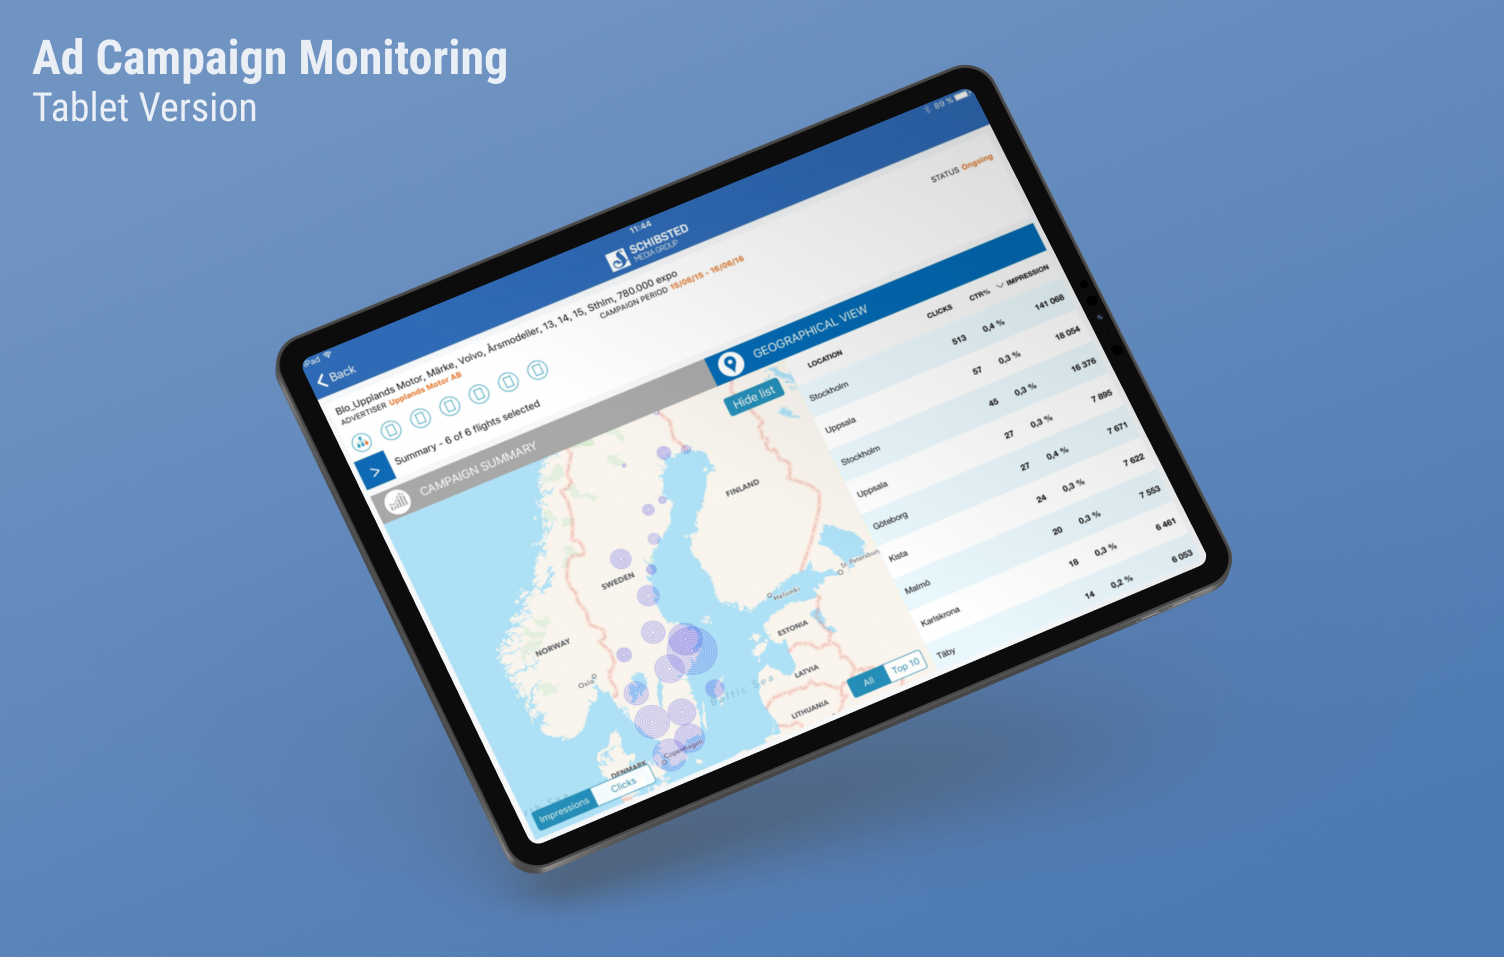 Ad Campaign Monitoring
Tablet Version
iPad
11:44
89 %
Back
SCHIBSTED
MEDIA GROUP
Blo_Upplands Motor, Märke, Volvo, Årsmodeller, 13, 14, 15, Sthlm, 780.000 expo
ADVERTISER Upplands Motor AB
CAMPAIGN PERIOD 15/06/15 - 16/06/16
STATUS Ongoing
Summary - 6 of 6 flights selected
CAMPAIGN SUMMARY
GEOGRAPHICAL VIEW
Hide list
LOCATION CLICKS CTR% IMPRESSION
Stockholm 513 0,4 % 141 068
Uppsala 57 0,3 % 18 054
Stockholm 45 0,3 % 16 376
Uppsala 27 0,3 % 7 895
Göteborg 27 0,4 % 7 671
Kista 24 0,3 % 7 622
Malmö 20 0,3 % 7 553
Karlskrona 18 0,3 % 6 461
Täby 14 0,2 % 6 053
FINLAND
SWEDEN
NORWAY
Oslo
Helsinki
St. Petersburg
ESTONIA
LATVIA
LITHUANIA
Baltic Sea
Copenhagen
DENMARK
Impressions Clicks
All Top 10